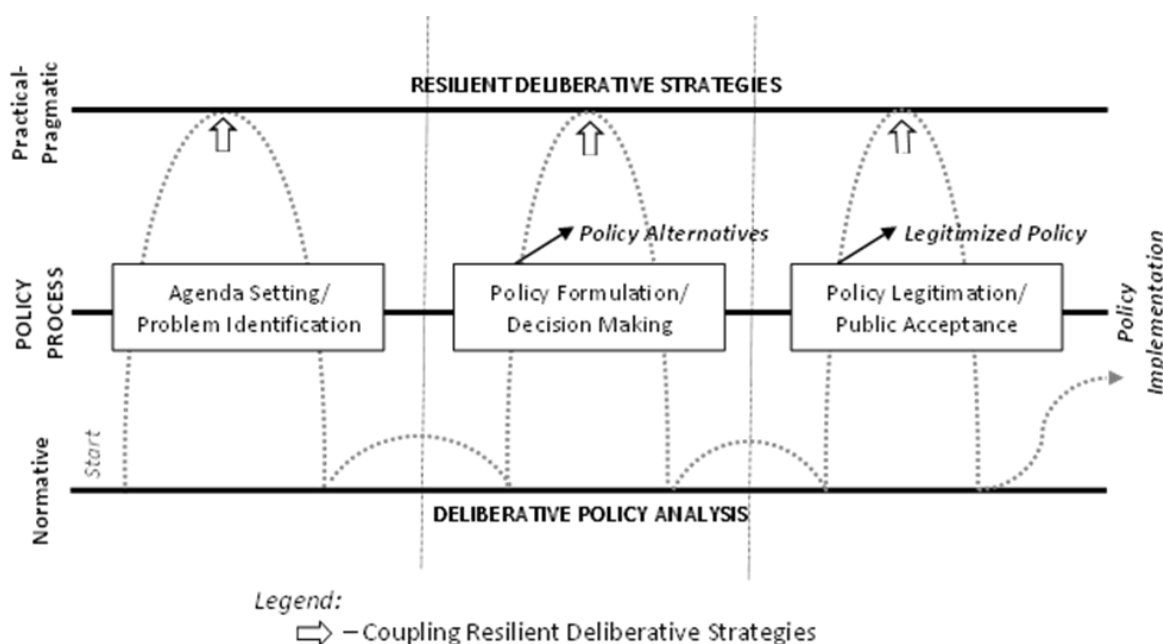 Practical-
Pragmatic
RESILIENT DELIBERATIVE STRATEGIES
POLICY
PROCESS
Agenda Setting/
Problem Identification
Policy Alternatives
Policy Formulation/
Decision Making
Legitimized Policy
Policy Legitimation/
Public Acceptance
Policy
Implementation
Normative
Start
DELIBERATIVE POLICY ANALYSIS
Legend:
– Coupling Resilient Deliberative Strategies